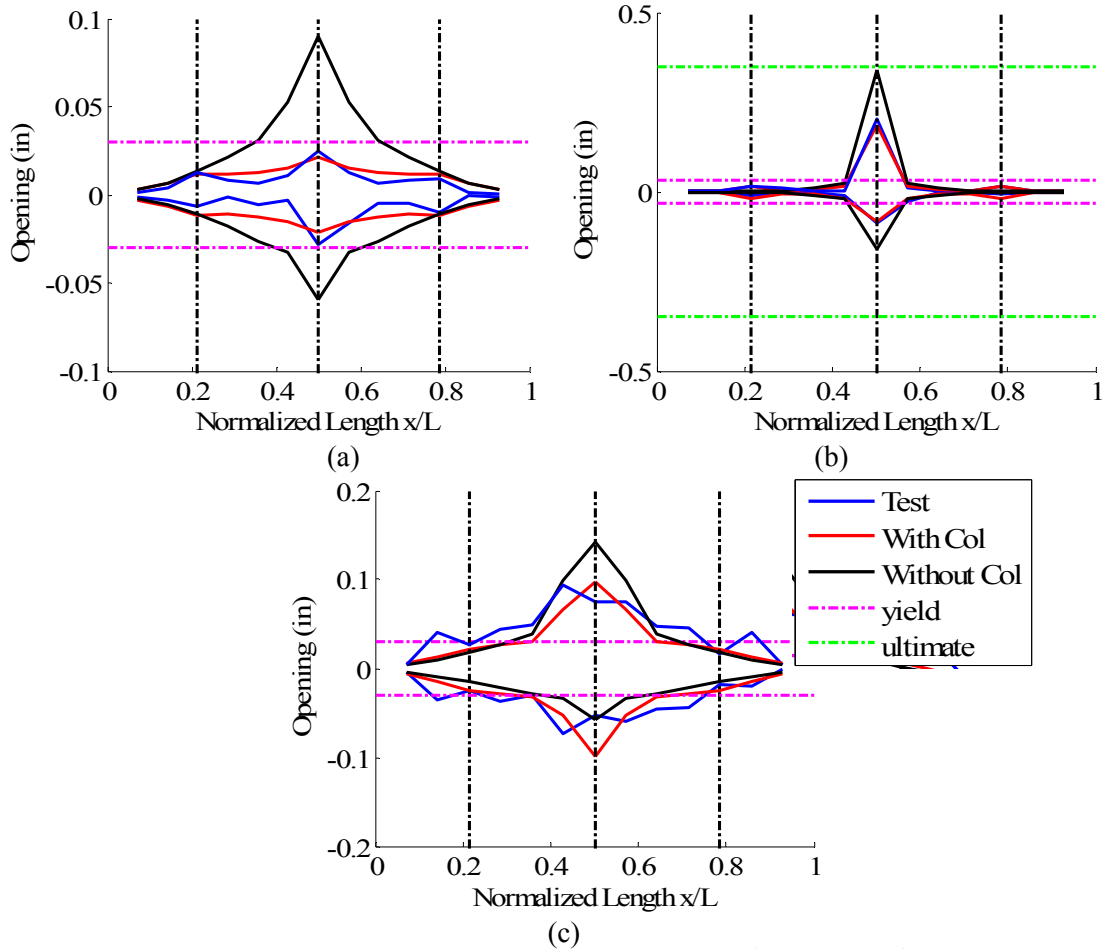 0.1
0.05
0
-0.05
-0.1
Opening (in)
0 0.2 0.4 0.6 0.8 1
Normalized Length x/L
(a)
0.5
0
-0.5
Opening (in)
0 0.2 0.4 0.6 0.8 1
Normalized Length x/L
(b)
0.2
0.1
0
-0.1
-0.2
Opening (in)
0 0.2 0.4 0.6 0.8 1
Normalized Length x/L
(c)
Test
With Col
Without Col
yield
ultimate